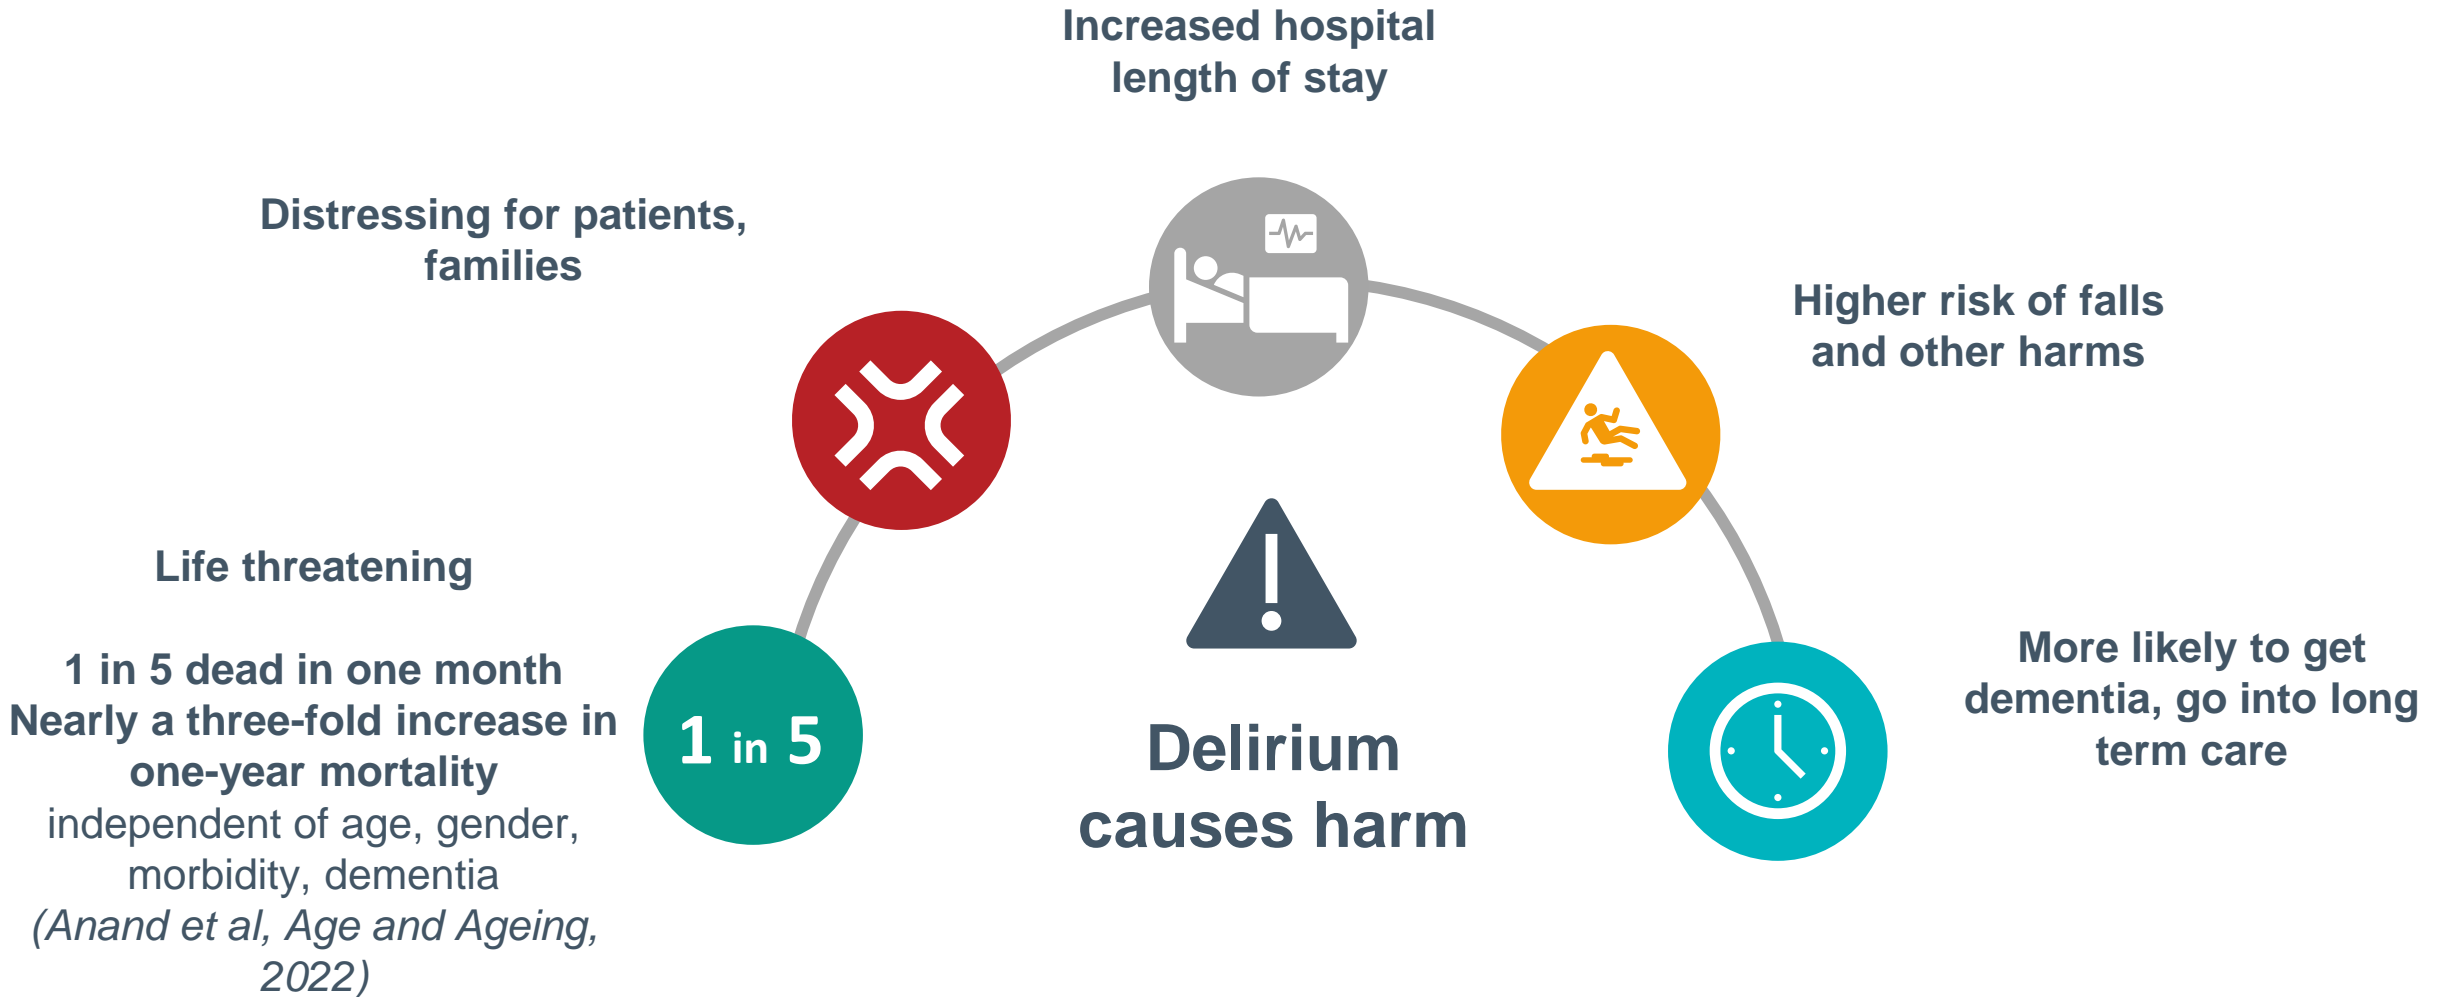 Increased hospital
length of stay
Distressing for patients,
families
Higher risk of falls
and other harms
Life threatening
1 in 5 dead in one month
Nearly a three-fold increase in
one-year mortality
independent of age, gender,
morbidity, dementia
(Anand et al, Age and Ageing,
2022)
1 in 5
Delirium
causes harm
More likely to get
dementia, go into long
term care